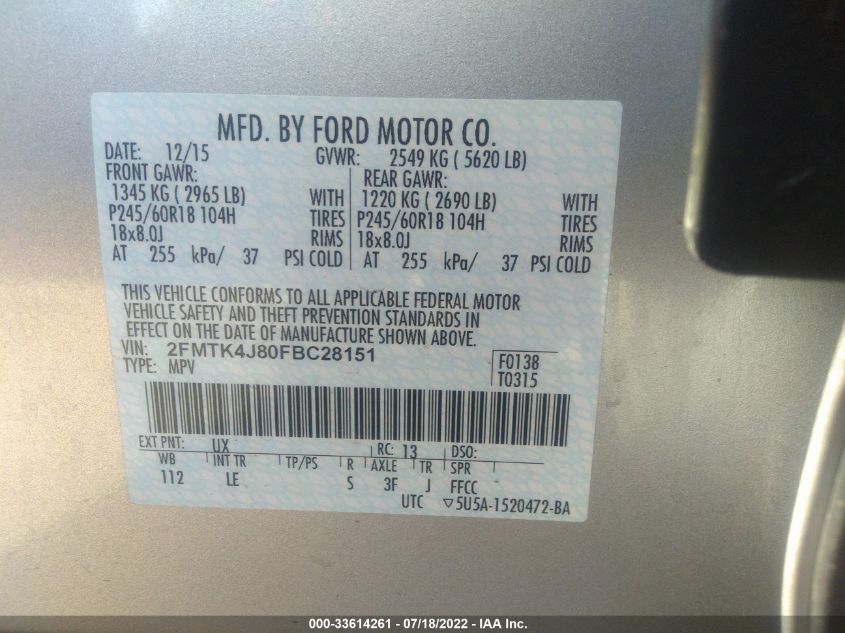 MFD. BY FORD MOTOR CO.
DATE: 12/15 GVWR: 2549 KG ( 5620 LB)
FRONT GAWR: REAR GAWR:
1345 KG ( 2965 LB) WITH 1220 KG ( 2690 LB) WITH
P245/60R18 104H TIRES P245/60R18 104H TIRES
18x8.0J RIMS 18x8.0J RIMS
AT 255 kPa/ 37 PSI COLD AT 255 kPa/ 37 PSI COLD
THIS VEHICLE CONFORMS TO ALL APPLICABLE FEDERAL MOTOR
VEHICLE SAFETY AND THEFT PREVENTION STANDARDS IN
EFFECT ON THE DATE OF MANUFACTURE SHOWN ABOVE.
VIN: 2FMTK4J80FBC28151 F0138
TYPE: MPV T0315
EXT PNT: UX RC: 13 DSO:
WB INT TR TP/PS R AXLE TR SPR
112 LE S 3F J FFCC
UTC ▽5U5A-1520472-BA
000-33614261 - 07/18/2022 - IAA Inc.